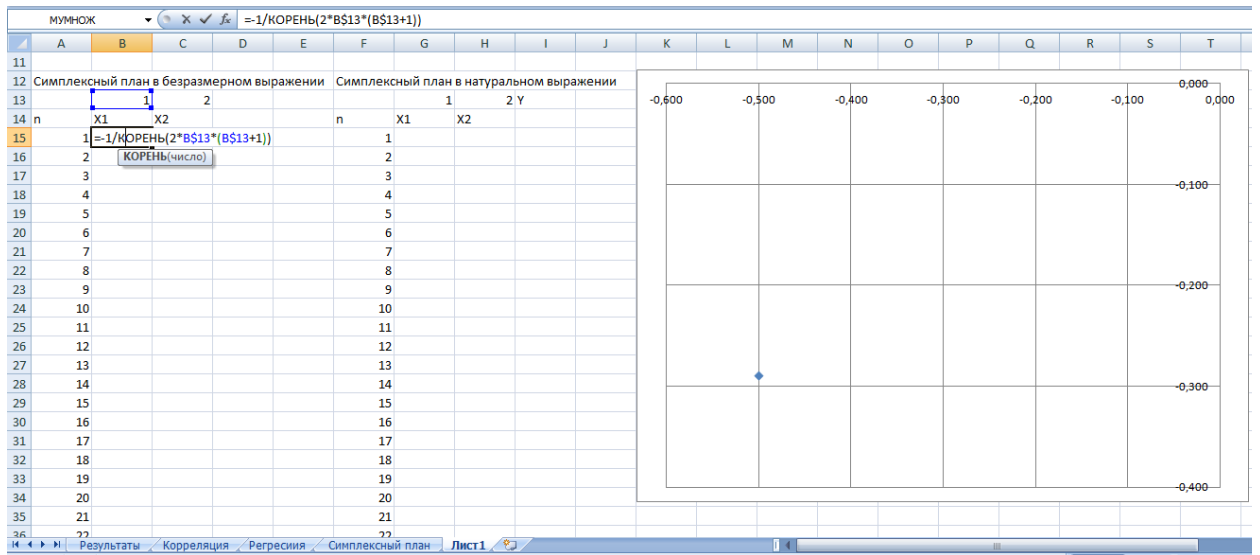 МУМНОЖ =-1/КОРЕНЬ(2*B$13*(B$13+1))
A B C D E F G H I J K L M N O P Q R S T
11
12 Симплексный план в безразмерном выражении Симплексный план в натуральном выражении
13 1 2 1 2 Y
14 n X1 X2 n X1 X2
15 1 =-1/КОРЕНЬ(2*B$13*(B$13+1)) 1
16 2 КОРЕНЬ(число) 2
17 3 3
18 4 4
19 5 5
20 6 6
21 7 7
22 8 8
23 9 9
24 10 10
25 11 11
26 12 12
27 13 13
28 14 14
29 15 15
30 16 16
31 17 17
32 18 18
33 19 19
34 20 20
35 21 21
36 22 22
0,000
-0,600 -0,500 -0,400 -0,300 -0,200 -0,100 0,000
-0,100
-0,200
-0,300
-0,400
Результаты Корреляция Регресиия Симплексный план Лист1